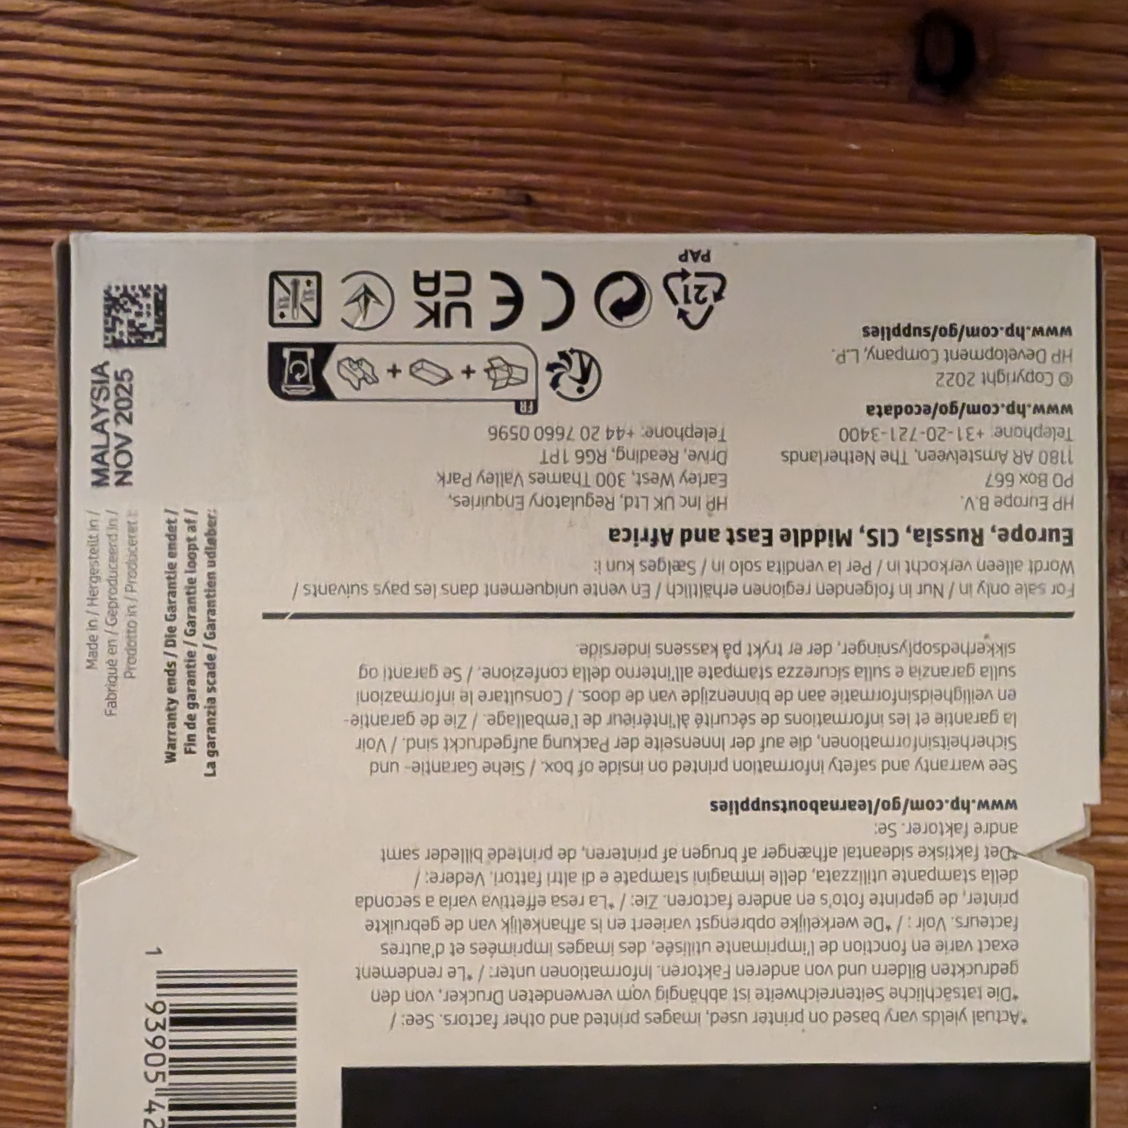 *Actual yields vary based on printer used, images printed and other factors. See: /
*Die tatsächliche Seitenreichweite ist abhängig vom verwendeten Drucker, von den
gedruckten Bildern und von anderen Faktoren. Informationen unter: / *Le rendement
exact varie en fonction de l'imprimante utilisée, des images imprimées et d'autres
facteurs. Voir : / *De werkelijke opbrengst varieert en is afhankelijk van de gebruikte
printer, de geprinte foto's en andere factoren. Zie: / *La resa effettiva varia a seconda
della stampante utilizzata, delle immagini stampate e di altri fattori. Vedere: /
*Det faktiske sideantal afhænger af brugen af printeren, de printede billeder samt
andre faktorer. Se:
www.hp.com/go/learnaboutsupplies
See warranty and safety information printed on inside of box. / Siehe Garantie- und
Sicherheitsinformationen, die auf der Innenseite der Packung aufgedruckt sind. / Voir
la garantie et les informations de sécurité à l'intérieur de l'emballage. / Zie de garantie-
en veiligheidsinformatie aan de binnenzijde van de doos. / Consultare le informazioni
sulla garanzia e sulla sicurezza stampate all'interno della confezione. / Se garanti og
sikkerhedsoplysninger, der er trykt på kassens inderside.
For sale only in / Nur in folgenden regionen erhältlich / En vente uniquement dans les pays suivants /
Wordt alleen verkocht in / Per la vendita solo in / Sælges kun i:
Europe, Russia, CIS, Middle East and Africa
HP Europe B.V.
PO Box 667
1180 AR Amstelveen, The Netherlands
Telephone: +31-20-721-3400
www.hp.com/go/ecodata
© Copyright 2022
HP Development Company, L.P.
www.hp.com/go/supplies
HP Inc UK Ltd, Regulatory Enquiries,
Earley West, 300 Thames Valley Park
Drive, Reading, RG6 1PT
Telephone: +44 20 7660 0596
FR
+ +
21
PAP
CE
UK
CA
Made in / Hergestellt in /
Fabriqué en / Geproduceerd in /
Prodotto in / Produceret i:
MALAYSIA
NOV 2025
Warranty ends / Die Garantie endet /
Fin de garantie / Garantie loopt af /
La garanzia scade / Garantien udløber:
1 93905 42